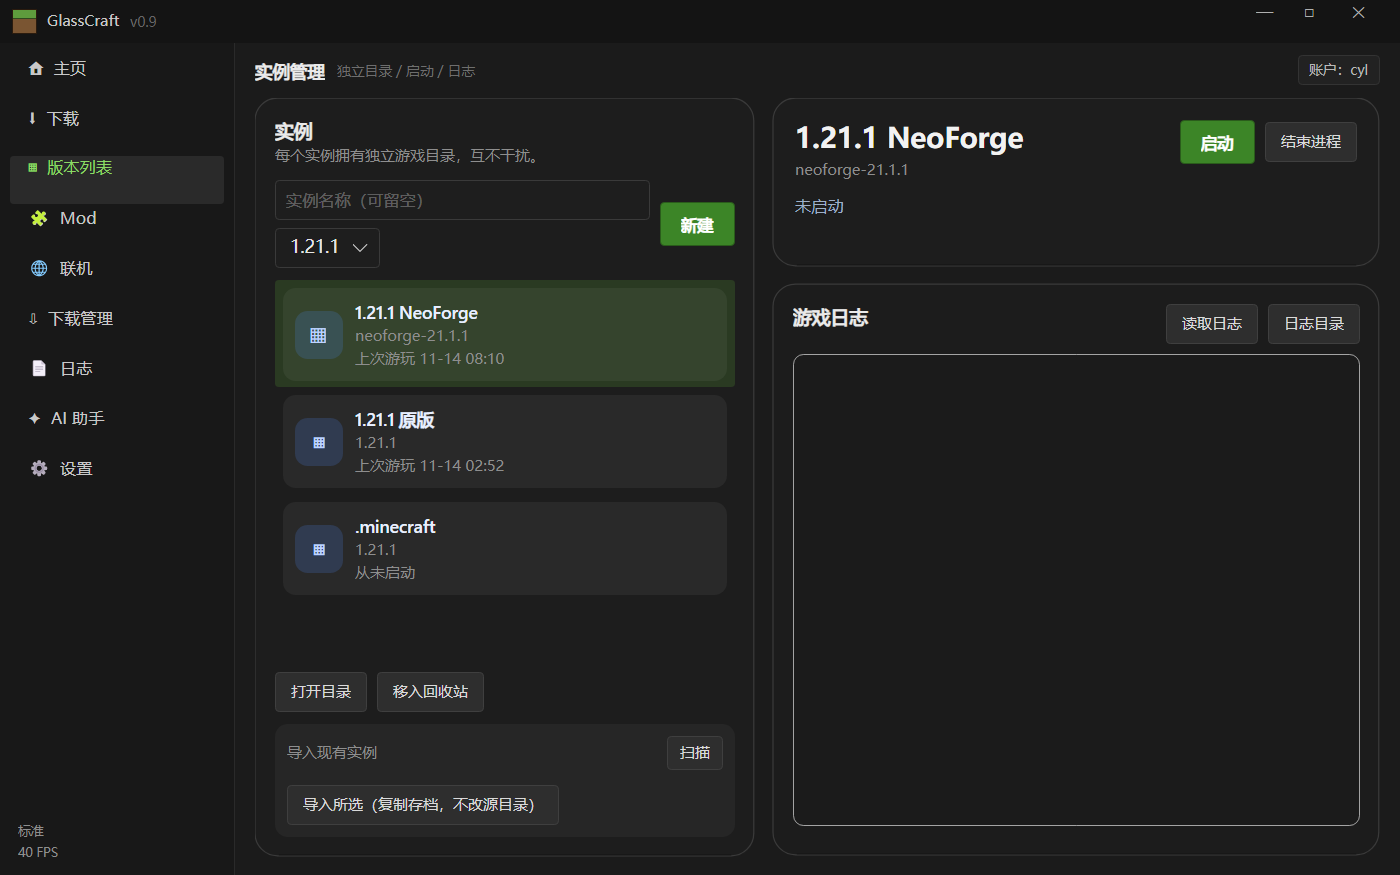 GlassCraft v0.9
主页
下载
版本列表
Mod
联机
下载管理
日志
AI 助手
设置
标准
40 FPS
实例管理 独立目录 / 启动 / 日志
账户：cyl
实例
每个实例拥有独立游戏目录，互不干扰。
实例名称（可留空）
1.21.1
新建
1.21.1 NeoForge
neoforge-21.1.1
上次游玩 11-14 08:10
1.21.1 原版
1.21.1
上次游玩 11-14 02:52
.minecraft
1.21.1
从未启动
打开目录 移入回收站
导入现有实例 扫描
导入所选（复制存档，不改源目录）
1.21.1 NeoForge
neoforge-21.1.1
未启动
启动 结束进程
游戏日志 读取日志 日志目录